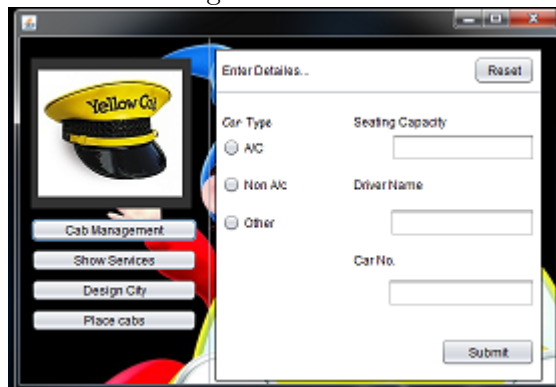 Yellow Ca
Cab Management
Show Services
Design City
Place cabs
Enter Detailes...
Reset
Car Type
A/C
Non A/c
Other
Seating Capacity
Driver Name
Car No.
Submit